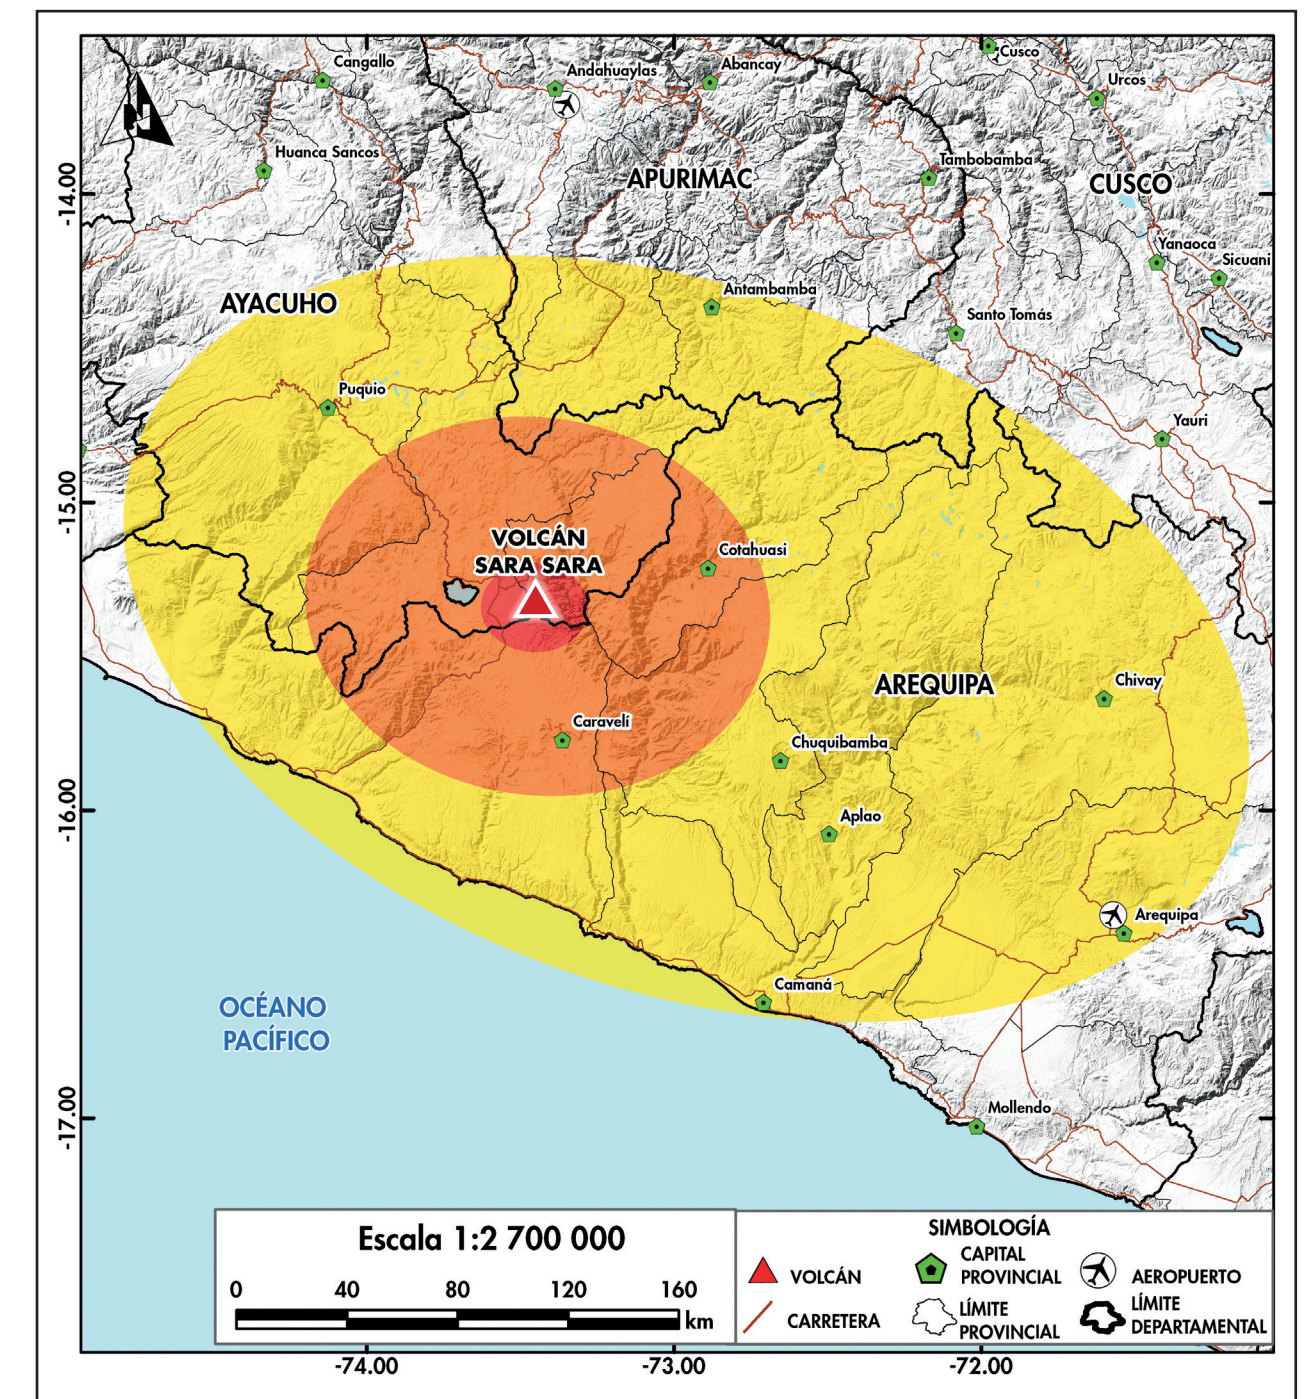 Cangallo
Andahuaylas
Abancay
Cusco
Urcos
Huanca Sancos
Tambobamba
APURIMAC
CUSCO
-14.00
Yanaoca
Sicuani
AYACUHO
Antambamba
Santo Tomás
Puquio
Yauri
-15.00
VOLCÁN
SARA SARA
Cotahuasi
AREQUIPA
Chivay
Caravelí
Chuquibamba
-16.00
Aplao
Arequipa
Camaná
OCÉANO
PACÍFICO
-17.00
Mollendo
Escala 1:2 700 000
0 40 80 120 160
km
SIMBOLOGÍA
VOLCÁN
CAPITAL
PROVINCIAL
AEROPUERTO
CARRETERA
LÍMITE
PROVINCIAL
LÍMITE
DEPARTAMENTAL
-74.00 -73.00 -72.00